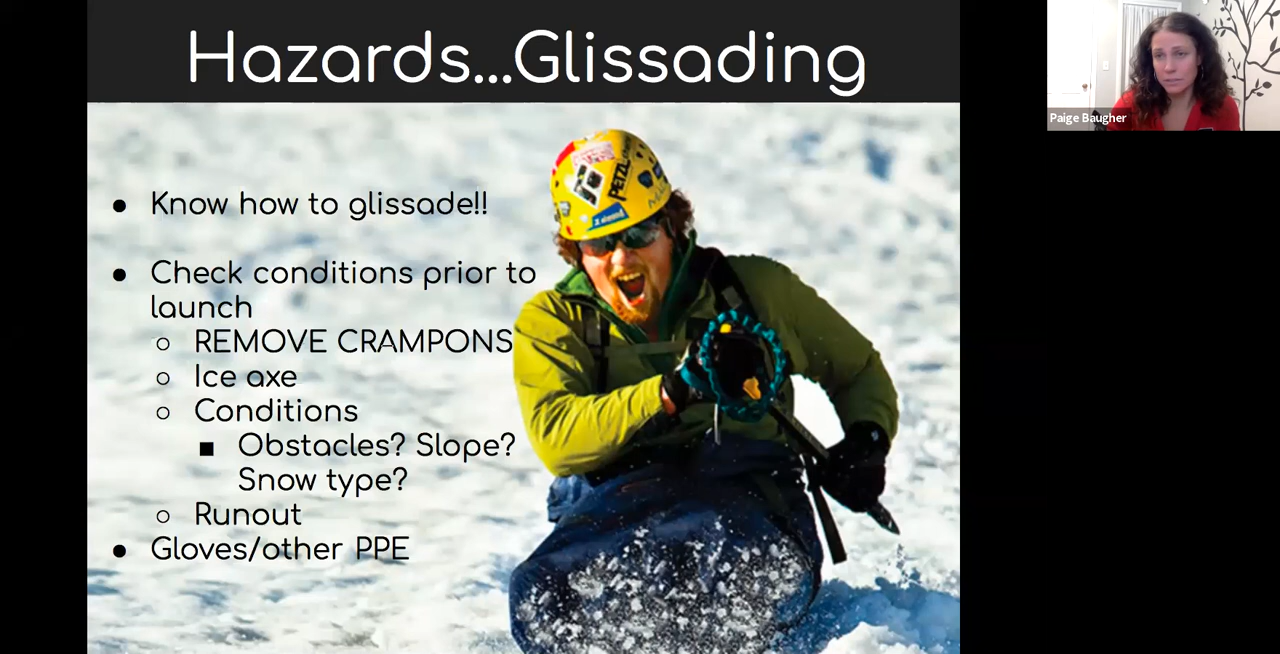 Hazards...Glissading
Paige Baugher
PETZL
● Know how to glissade!!
● Check conditions prior to
launch
○ REMOVE CRAMPONS
○ Ice axe
○ Conditions
■ Obstacles? Slope?
Snow type?
○ Runout
● Gloves/other PPE